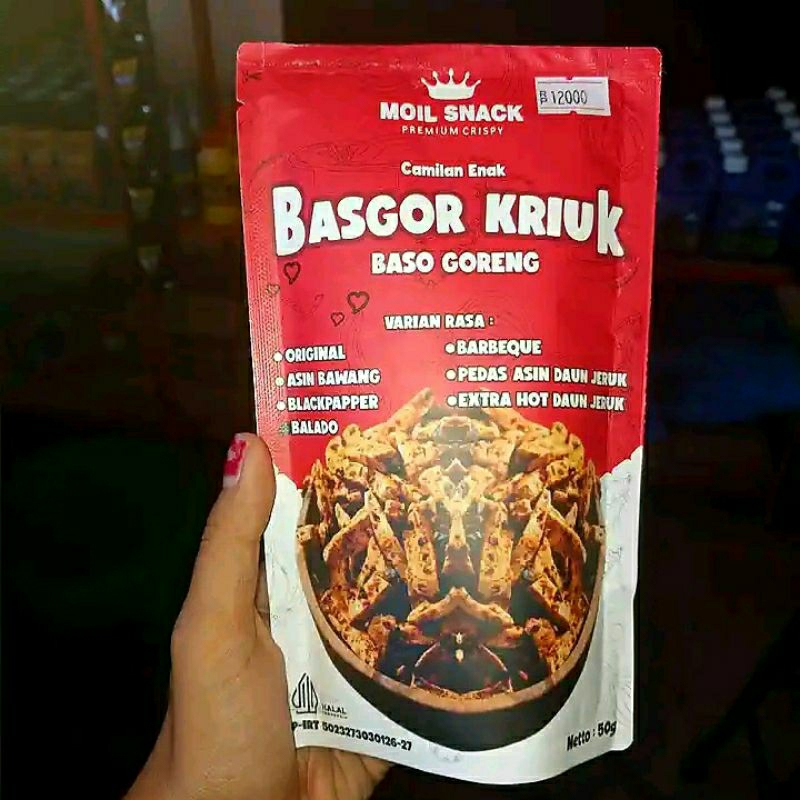 MOIL SNACK
PREMIUM CRISPY
Rp 12000
Camilan Enak
BASGOR KRIUK
BASO GORENG
VARIAN RASA :
• ORIGINAL
• ASIN BAWANG
• BLACKPAPPER
• BALADO
• BARBEQUE
• PEDAS ASIN DAUN JERUK
• EXTRA HOT DAUN JERUK
HALAL
P-IRT 5023273030126-27
Netto : 50g